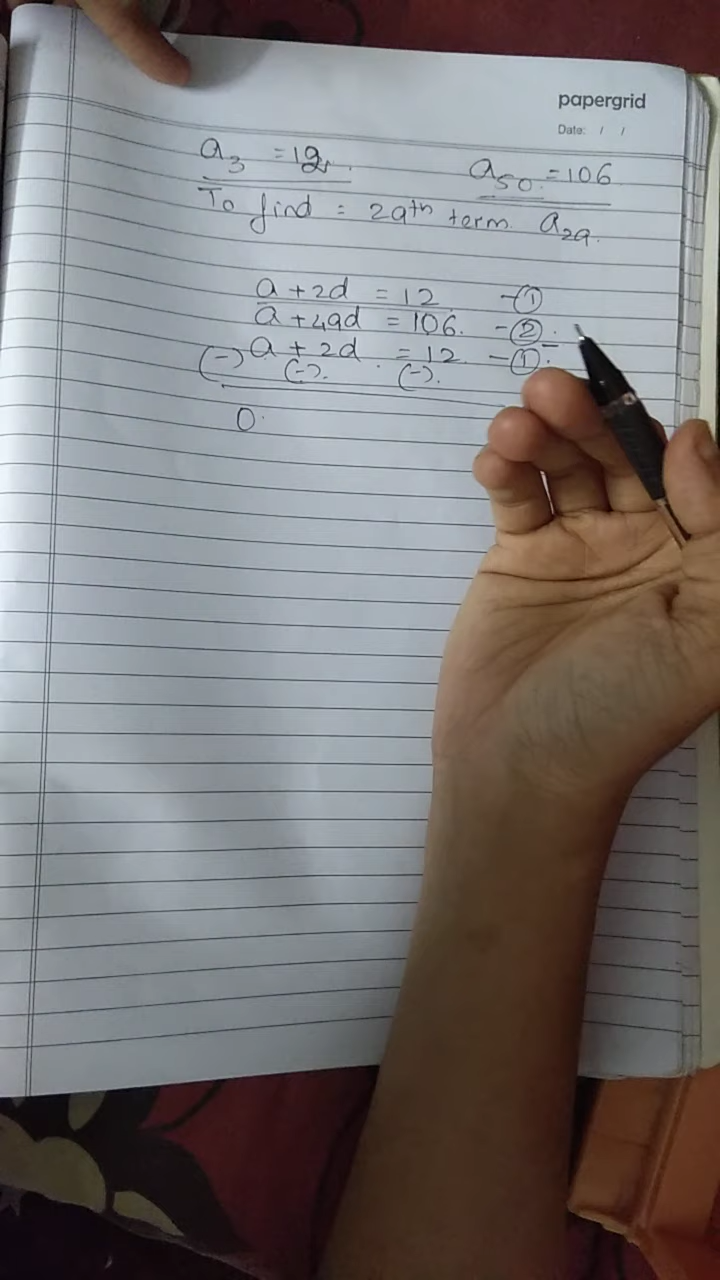 papergrid
Date: / /
a₃ = 12. a₅₀. = 106
To find = 29th term. a₂₉.
a + 2d = 12 - ①
a + 49d = 106. - ②.
(-) a + 2d = 12 - ①.
(-). (-).
0.